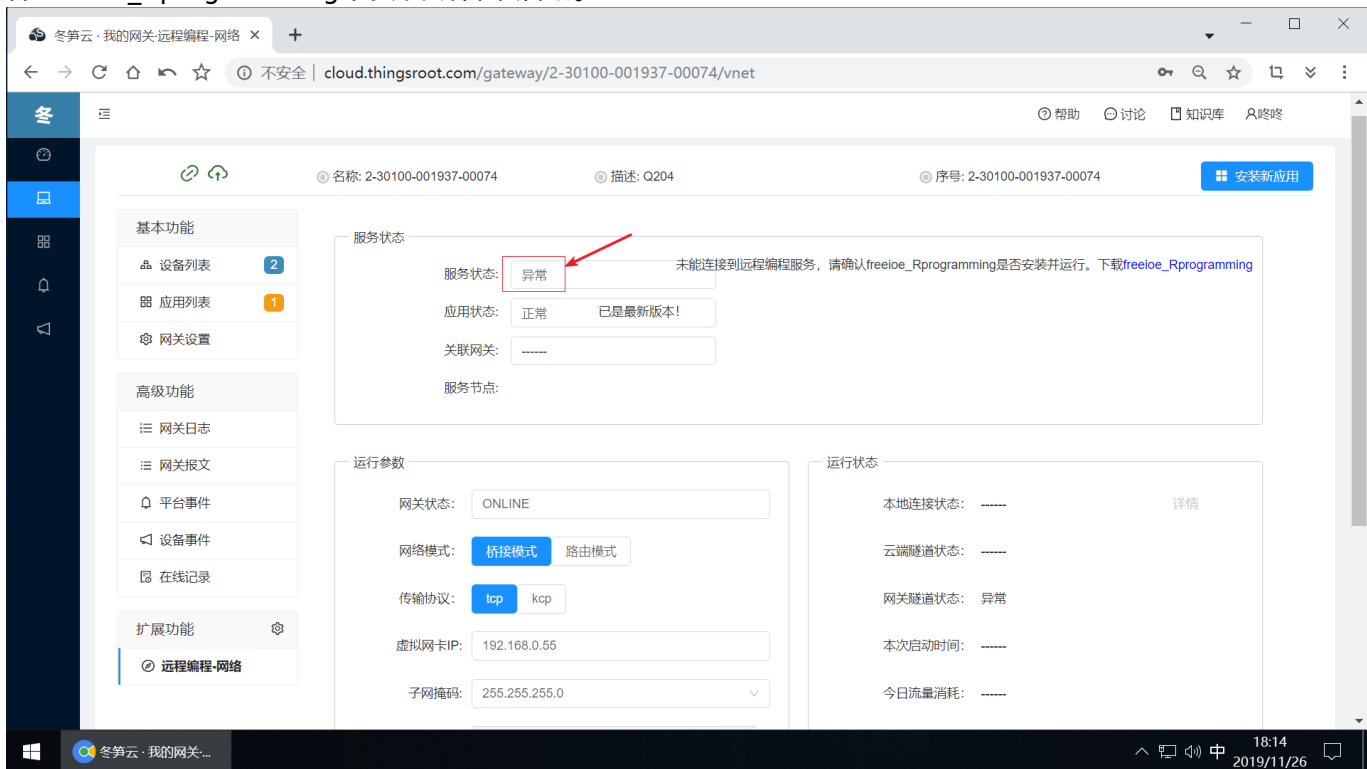 冬笋云 · 我的网关·远程编程-网络
不安全 | cloud.thingsroot.com/gateway/2-30100-001937-00074/vnet
冬
帮助 讨论 知识库 咚咚
名称: 2-30100-001937-00074 描述: Q204 序号: 2-30100-001937-00074 安装新应用
基本功能
设备列表 2
应用列表 1
网关设置
高级功能
网关日志
网关报文
平台事件
设备事件
在线记录
扩展功能
远程编程-网络
服务状态
服务状态: 异常 未能连接到远程编程服务，请确认freeioe_Rprogramming是否安装并运行。下载freeioe_Rprogramming
应用状态: 正常 已是最新版本!
关联网关: ------
服务节点:
运行参数
网关状态: ONLINE
网络模式: 桥接模式 路由模式
传输协议: tcp kcp
虚拟网卡IP: 192.168.0.55
子网掩码: 255.255.255.0
运行状态
本地连接状态: ------ 详情
云端隧道状态: ------
网关隧道状态: 异常
本次启动时间: ------
今日流量消耗: ------
冬笋云 · 我的网关·...
中
18:14
2019/11/26